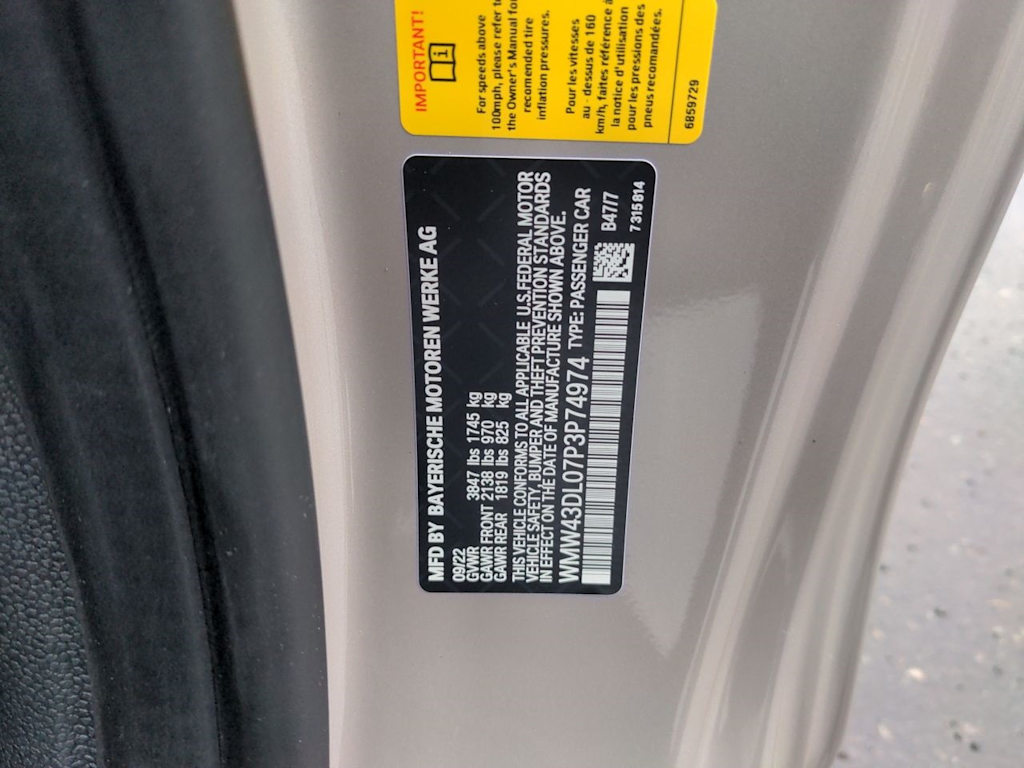 MFD BY BAYERISCHE MOTOREN WERKE AG
09/22
GVWR 3847 lbs 1745 kg
GAWR FRONT 2138 lbs 970 kg
GAWR REAR 1819 lbs 825 kg
THIS VEHICLE CONFORMS TO ALL APPLICABLE U.S. FEDERAL MOTOR
VEHICLE SAFETY, BUMPER AND THEFT PREVENTION STANDARDS
IN EFFECT ON THE DATE OF MANUFACTURE SHOWN ABOVE.
WMW43DL07P3P74974 TYPE: PASSENGER CAR
B47/7
7315814
IMPORTANT!
For speeds above
100mph, please refer to
the Owner's Manual for
recomended tire
inflation pressures.
Pour les vitesses
au - dessus de 160
km/h, faites référence à
la notice d'utilisation
pour les pressions des
pneus recomandées.
6859729